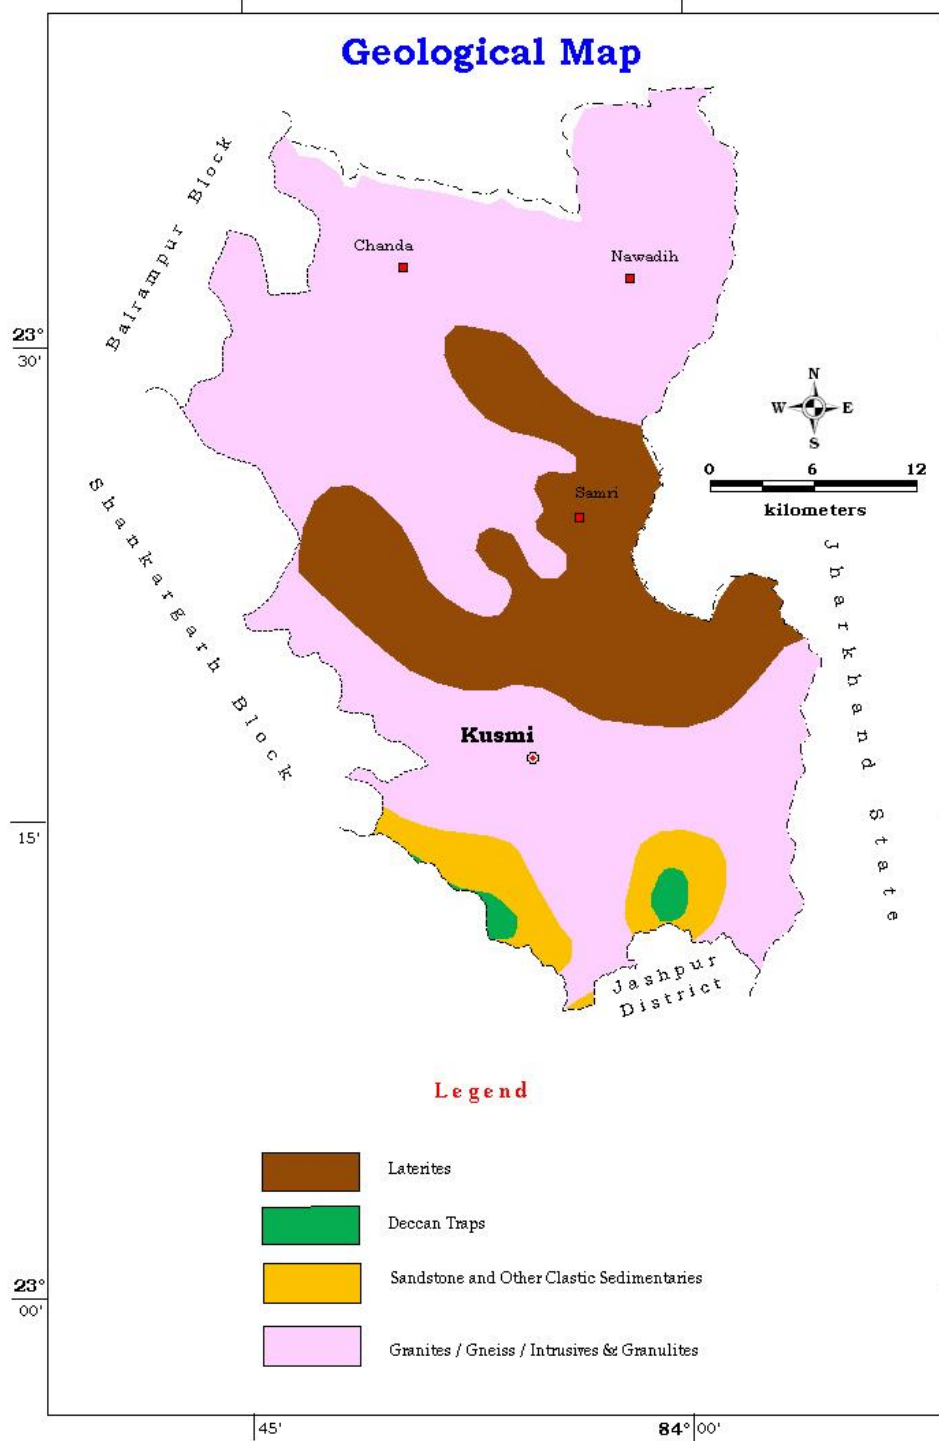 Geological Map
Balrampur Block
Chanda
Nawadih
23°
30'
N
W E
S
0 6 12
kilometers
Samri
Shankargarh Block
Jharkhand State
Kusmi
15'
Jashpur
District
Legend
Laterites
Deccan Traps
Sandstone and Other Clastic Sedimentaries
23°
00'
Granites / Gneiss / Intrusives & Granulites
45'
84° 00'